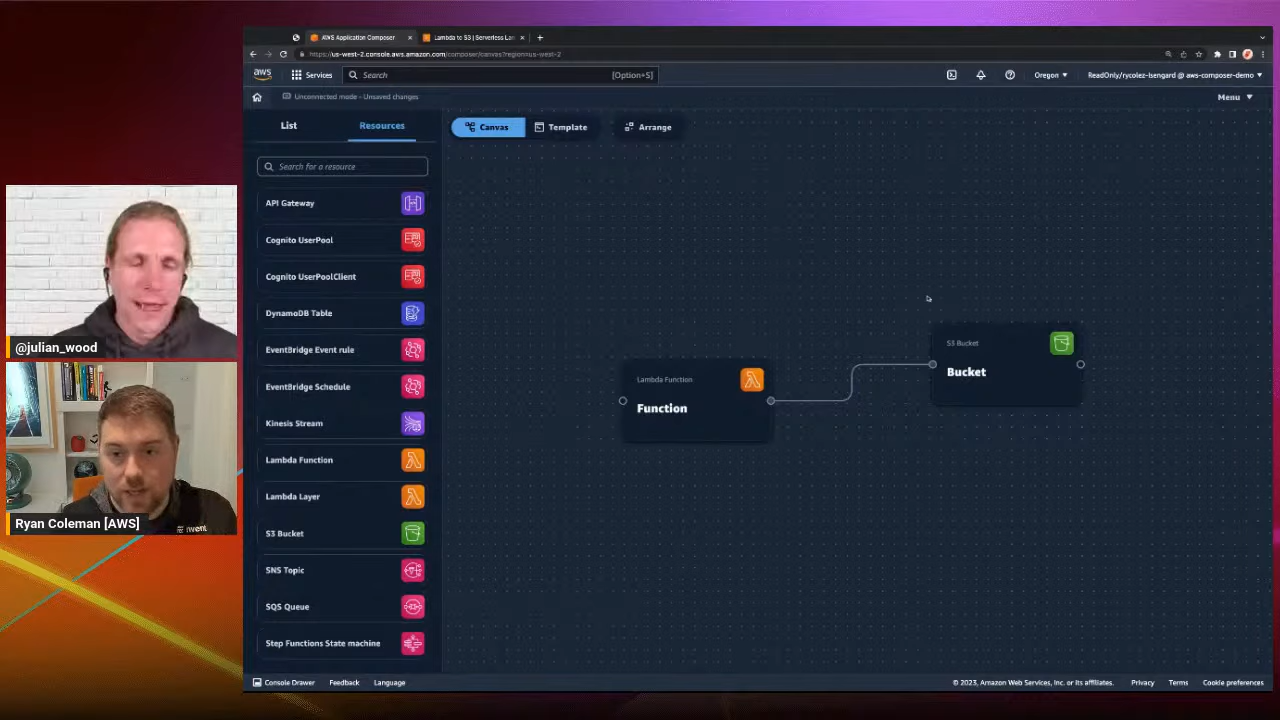 AWS Application Composer
Lambda to S3 | Serverless Lan
https://us-west-2.console.aws.amazon.com/composer/canvas?region=us-west-2
aws
Services
Search
[Option+S]
Oregon
ReadOnly/rycolez-Isengard @ aws-composer-demo
Unconnected mode - Unsaved changes
Menu
List
Resources
Canvas
Template
Arrange
Search for a resource
API Gateway
Cognito UserPool
Cognito UserPoolClient
DynamoDB Table
EventBridge Event rule
EventBridge Schedule
Kinesis Stream
Lambda Function
Lambda Layer
S3 Bucket
SNS Topic
SQS Queue
Step Functions State machine
Lambda Function
Function
S3 Bucket
Bucket
@julian_wood
Ryan Coleman [AWS]
Console Drawer
Feedback
Language
© 2023, Amazon Web Services, Inc. or its affiliates.
Privacy
Terms
Cookie preferences